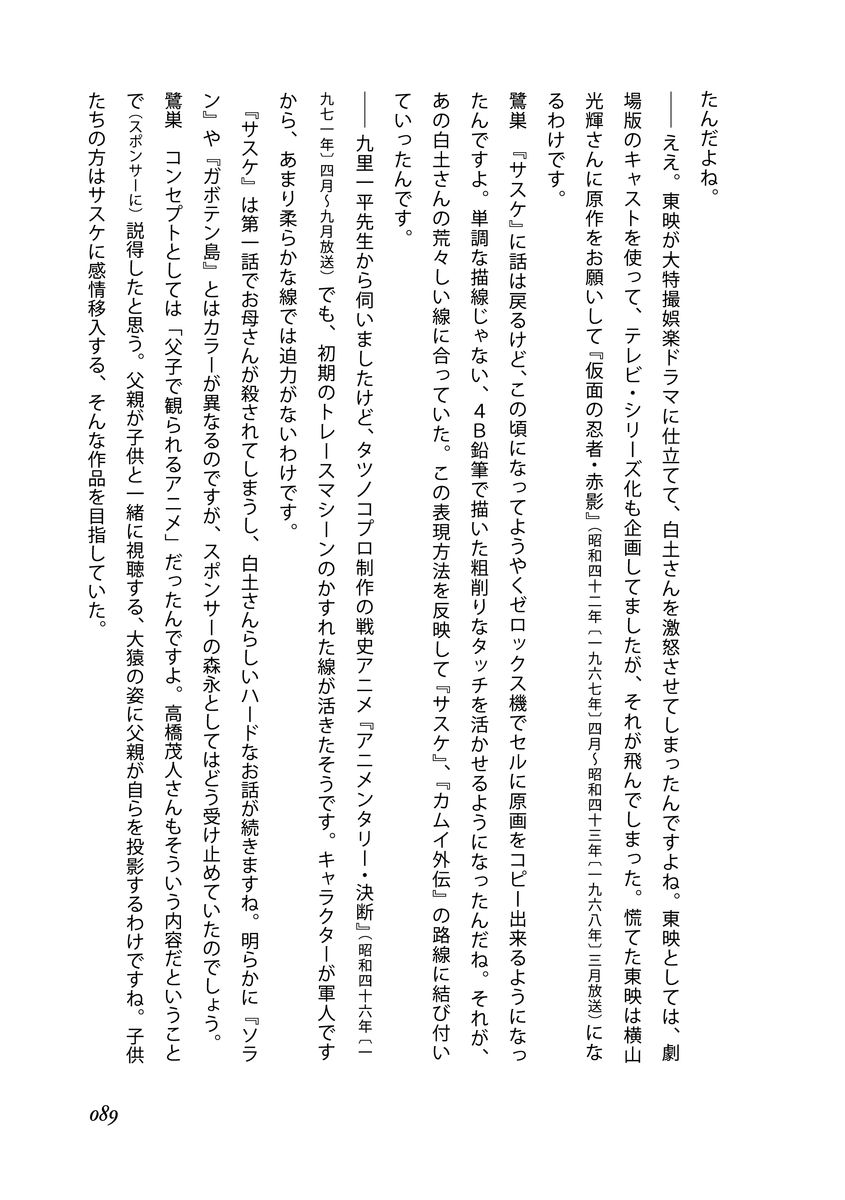 たんだよね。
――ええ。東映が大特撮娯楽ドラマに仕立てて、白土さんを激怒させてしまったんですよね。東映としては、劇
場版のキャストを使って、テレビ・シリーズ化も企画してましたが、それが飛んでしまった。慌てた東映は横山
光輝さんに原作をお願いして『仮面の忍者・赤影』（昭和四十二年〔一九六七年〕四月～昭和四十三年〔一九六八年〕三月放送）にな
るわけです。
鷺巣　『サスケ』に話は戻るけど、この頃になってようやくゼロックス機でセルに原画をコピー出来るようになっ
たんですよ。単調な描線じゃない、４Ｂ鉛筆で描いた粗削りなタッチを活かせるようになったんだね。それが、
あの白土さんの荒々しい線に合っていた。この表現方法を反映して『サスケ』、『カムイ外伝』の路線に結び付い
ていったんです。
――九里一平先生から伺いましたけど、タツノコプロ制作の戦史アニメ『アニメンタリー・決断』（昭和四十六年〔一
九七一年〕四月～九月放送）でも、初期のトレースマシーンのかすれた線が活きたそうです。キャラクターが軍人です
から、あまり柔らかな線では迫力がないわけです。
『サスケ』は第一話でお母さんが殺されてしまうし、白土さんらしいハードなお話が続きますね。明らかに『ソラ
ン』や『ガボテン島』とはカラーが異なるのですが、スポンサーの森永としてはどう受け止めていたのでしょう。
鷺巣　コンセプトとしては「父子で観られるアニメ」だったんですよ。高橋茂人さんもそういう内容だということ
で（スポンサーに）説得したと思う。父親が子供と一緒に視聴する、大猿の姿に父親が自らを投影するわけですね。子供
たちの方はサスケに感情移入する、そんな作品を目指していた。
089